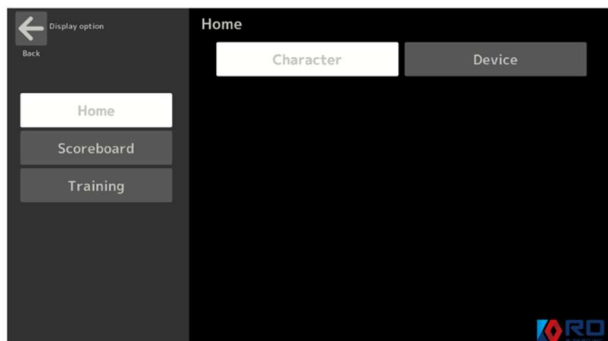 Display option
Back
Home
Scoreboard
Training
Home
Character
Device
RO